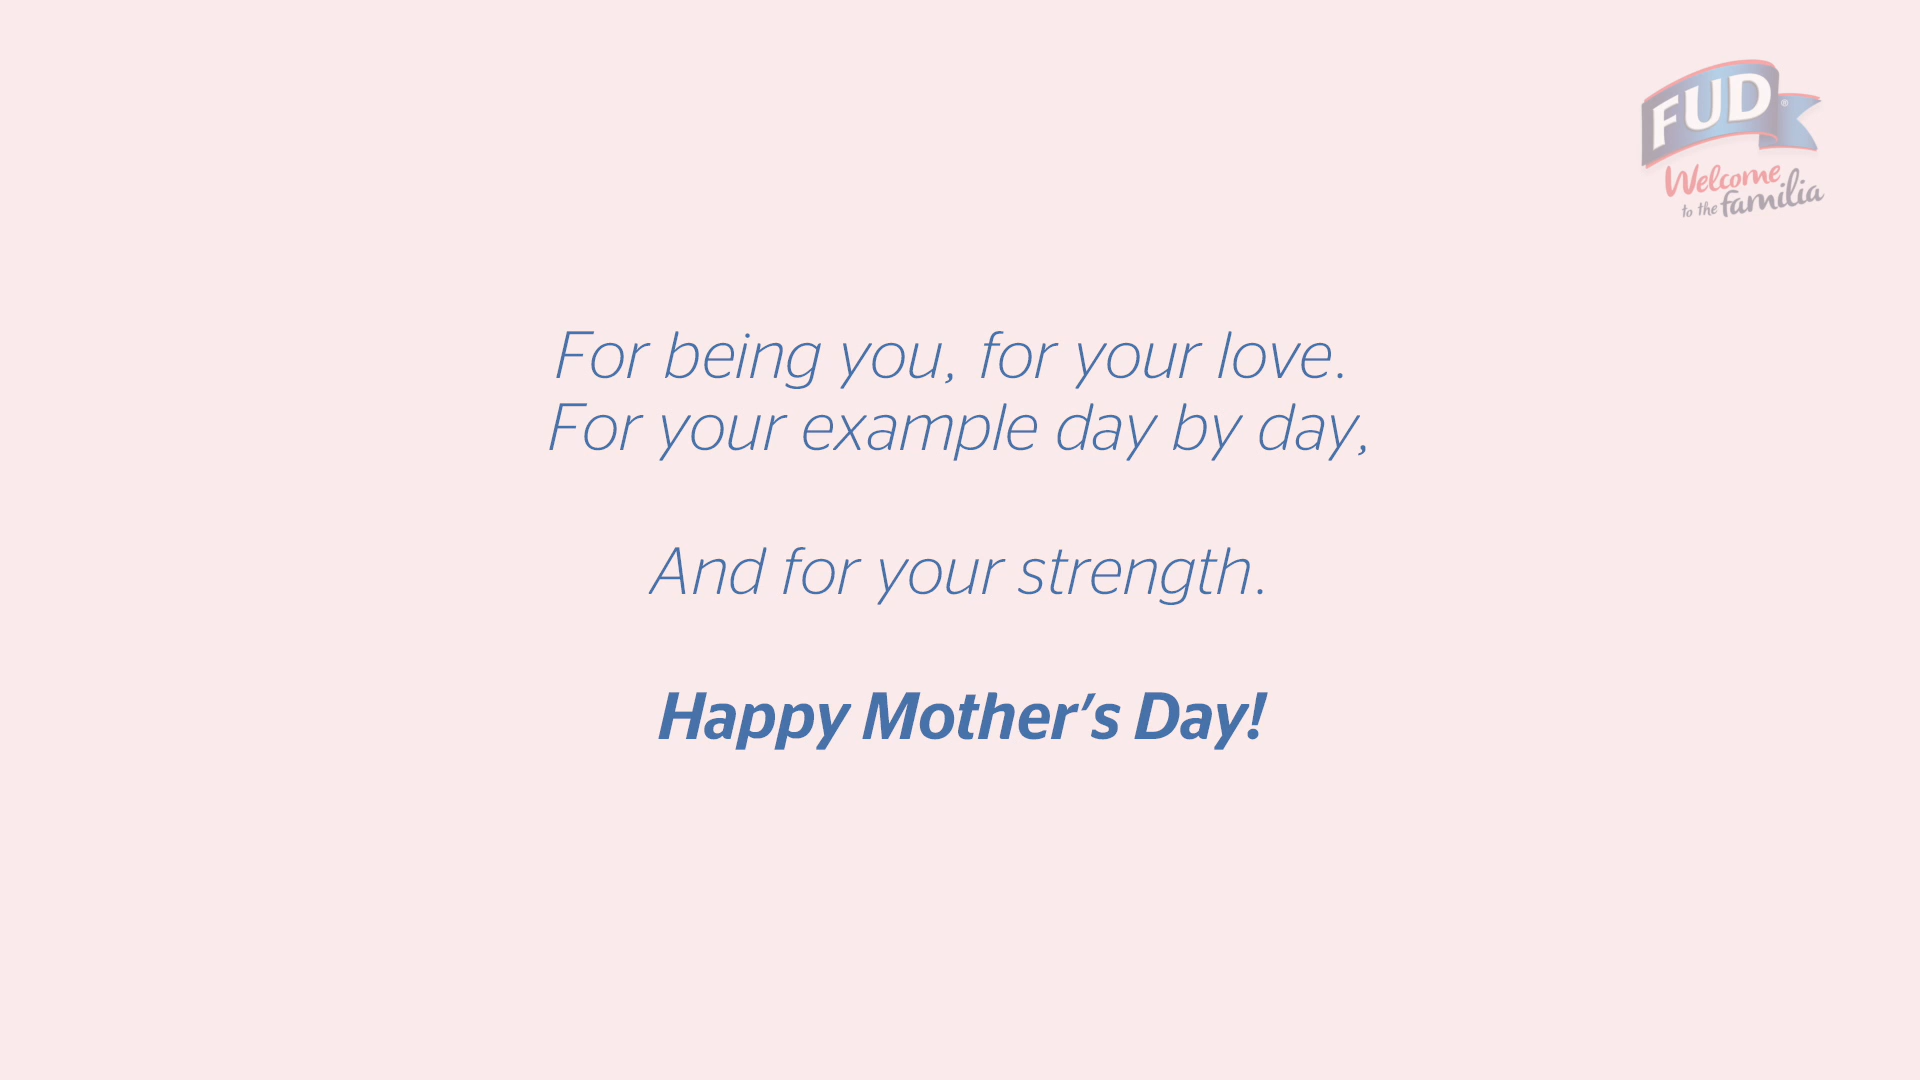 FUD®
Welcome
to the familia
For being you, for your love.
For your example day by day,
And for your strength.
Happy Mother’s Day!